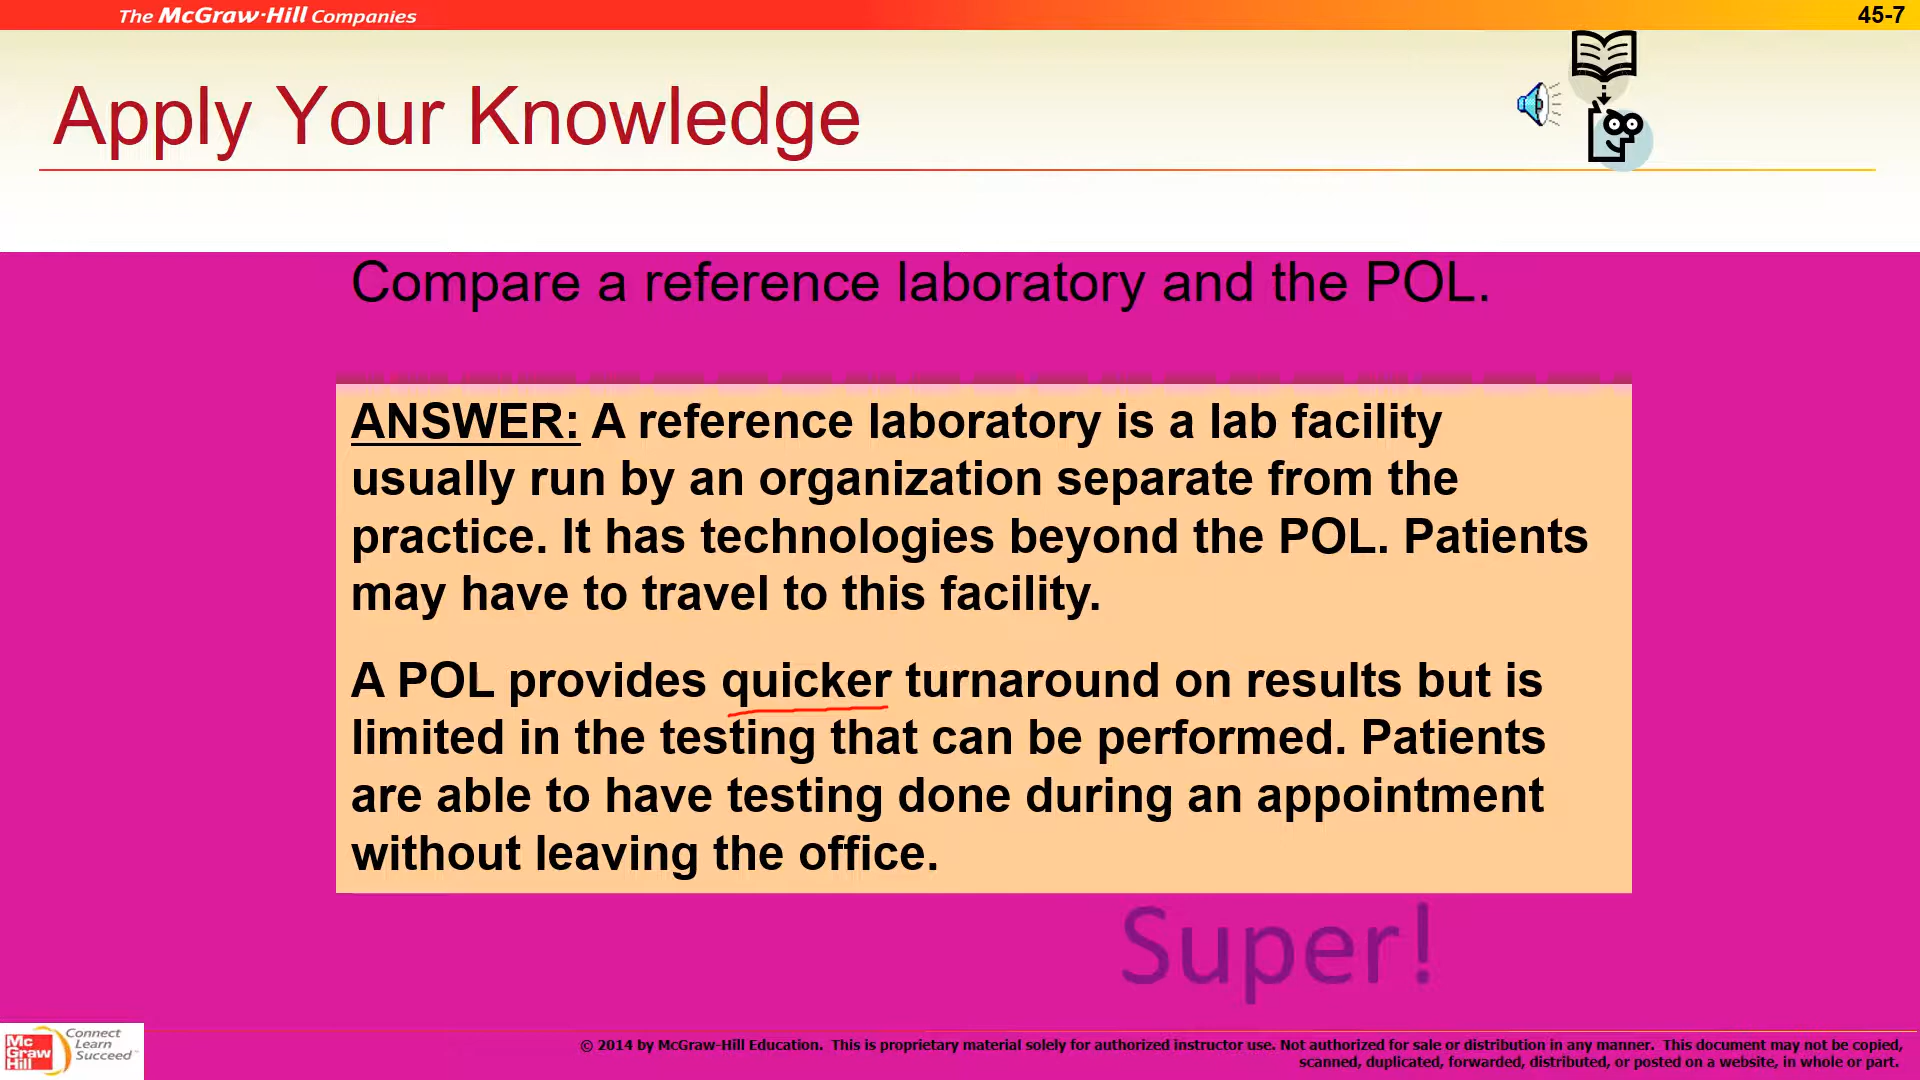 The McGraw-Hill Companies
45-7
Apply Your Knowledge
Compare a reference laboratory and the POL.
ANSWER: A reference laboratory is a lab facility
usually run by an organization separate from the
practice. It has technologies beyond the POL. Patients
may have to travel to this facility.
A POL provides quicker turnaround on results but is
limited in the testing that can be performed. Patients
are able to have testing done during an appointment
without leaving the office.
Super!
Mc
Graw
Hill
Connect
Learn
Succeed™
© 2014 by McGraw-Hill Education. This is proprietary material solely for authorized instructor use. Not authorized for sale or distribution in any manner. This document may not be copied,
scanned, duplicated, forwarded, distributed, or posted on a website, in whole or part.